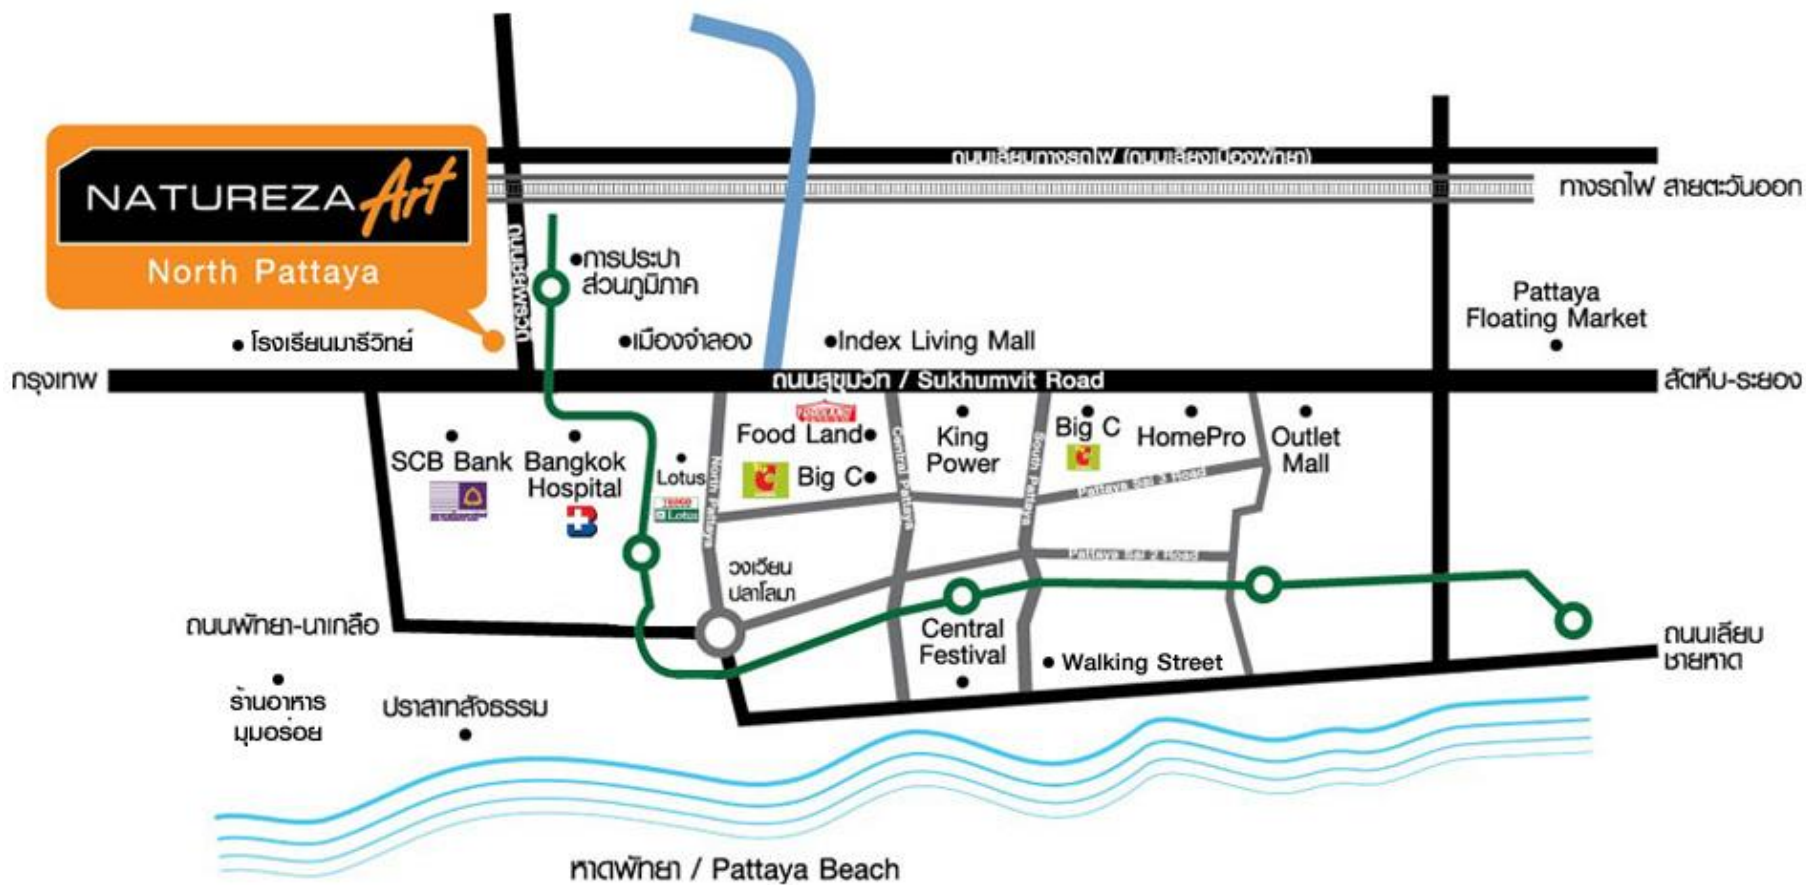 ถนนเลียบทางรถไฟ (ถนนเลี่ยงเมืองพัทยา)
NATUREZA Art
North Pattaya
ทางรถไฟ สายตะวันออก
การประปา
ส่วนภูมิภาค
Pattaya
Floating Market
โรงเรียนมารีวิทย์
เมืองจำลอง
Index Living Mall
กรุงเทพ
ถนนสุขุมวิท / Sukhumvit Road
สัตหีบ-ระยอง
FOODLAND
SCB Bank
Bangkok
Hospital
Lotus
TESCO
Lotus
North Pattaya
Food Land
Big C
Central Pattaya
King
Power
South Pattaya
Big C
HomePro
Outlet
Mall
Pattaya Sai 3 Road
Pattaya Sai 2 Road
วงเวียน
ปลาโลมา
ถนนพัทยา-นาเกลือ
Central
Festival
Walking Street
ถนนเลียบ
ชายหาด
ร้านอาหาร
มุมอร่อย
ปราสาทสัจธรรม
หาดพัทยา / Pattaya Beach